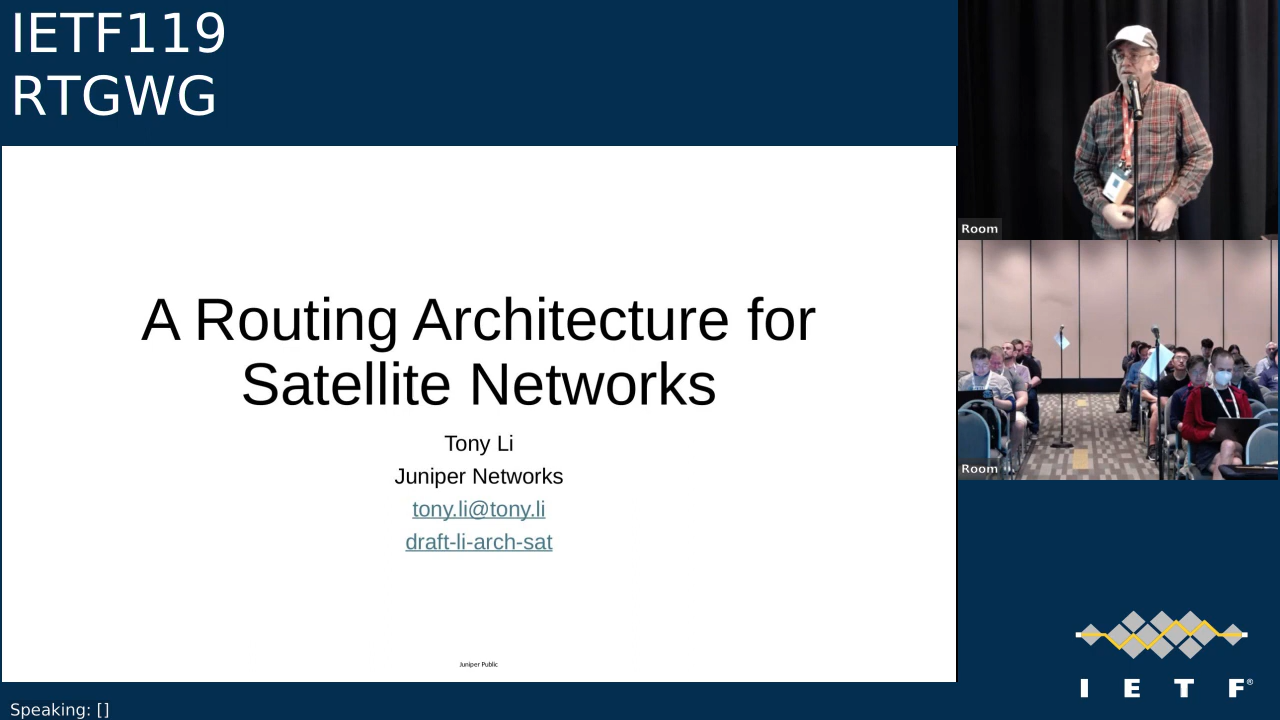 IETF119
RTGWG
A Routing Architecture for
Satellite Networks
Tony Li
Juniper Networks
tony.li@tony.li
draft-li-arch-sat
Juniper Public
Speaking: []
Room
Room
I E T F®